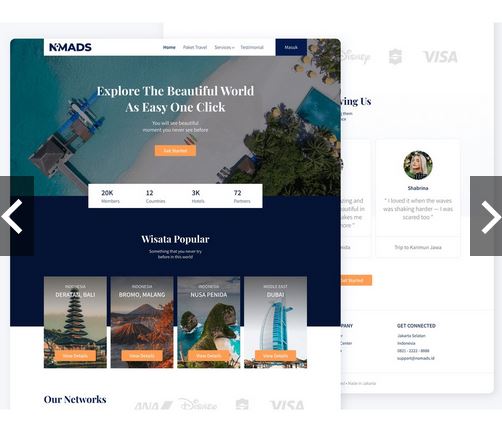 NOMADS
Home Paket Travel Services Testimonial Masuk
Explore The Beautiful World
As Easy One Click
You will see beautiful
moment you never see before
Get Started
20K 12 3K 72
Members Countries Hotels Partners
Wisata Popular
Something that you never try
before in this world
INDONESIA
DERATAN, BALI
View Details
INDONESIA
BROMO, MALANG
View Details
INDONESIA
NUSA PENIDA
View Details
MIDDLE EAST
DUBAI
View Details
Our Networks
ANA Disney VISA
Disney VISA
ving Us
Shabrina
“ I loved it when the waves
was shaking harder — I was
scared too ”
Trip to Karimun Jawa
GET CONNECTED
Jakarta Selatan
Indonesia
0821 - 2222 - 8888
support@nomads.id
• Made in Jakarta